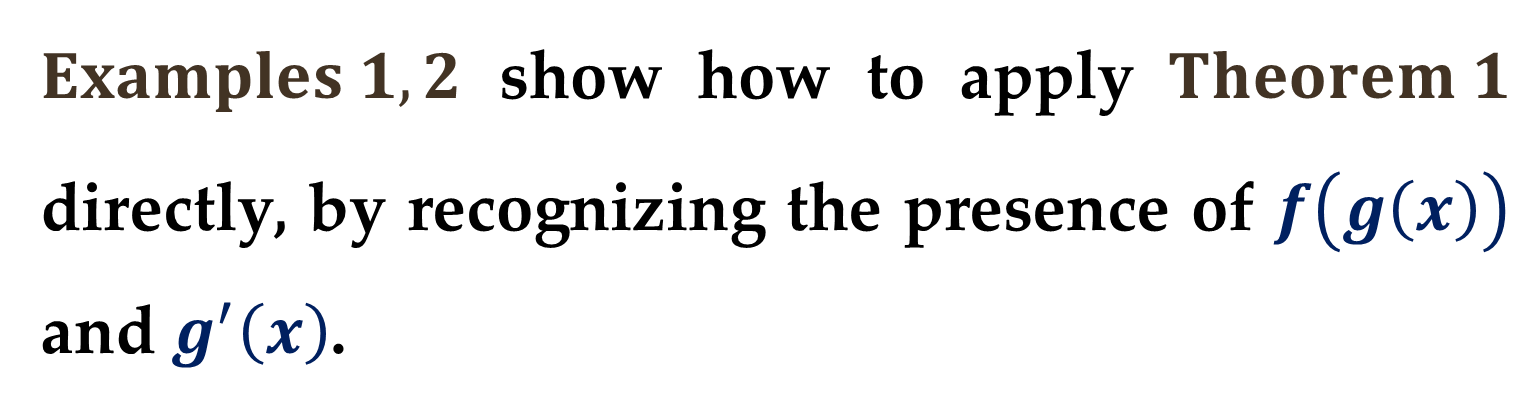 Examples 1, 2 show how to apply Theorem 1
directly, by recognizing the presence of f(g(x))
and g′(x).